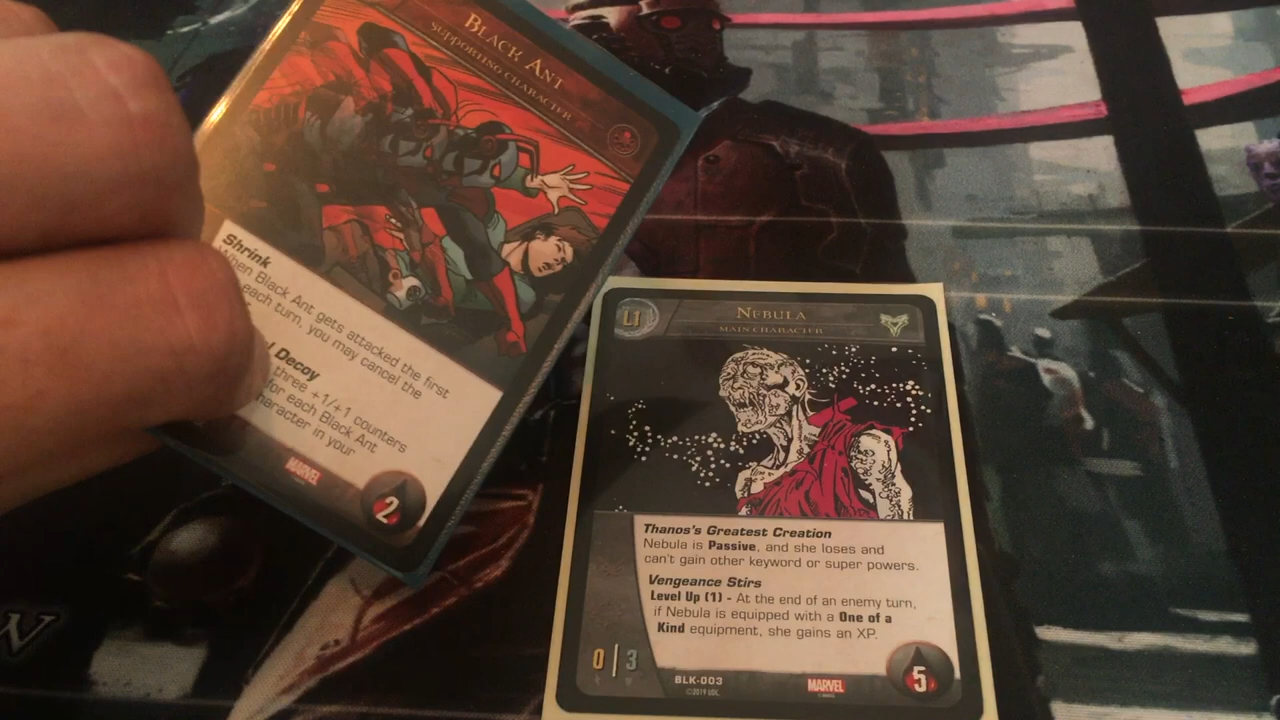 BLACK ANT
SUPPORTING CHARACTER
Shrink
When Black Ant gets attacked the first
each turn, you may cancel the
Decoy
three +1/+1 counters
for each Black Ant
in your
MARVEL
2
L1
NEBULA
MAIN CHARACTER
Thanos's Greatest Creation
Nebula is Passive, and she loses and
can't gain other keyword or super powers.
Vengeance Stirs
Level Up (1) - At the end of an enemy turn,
if Nebula is equipped with a One of a
Kind equipment, she gains an XP.
0 | 3
BLK-003
©2019 UDC.
MARVEL
5